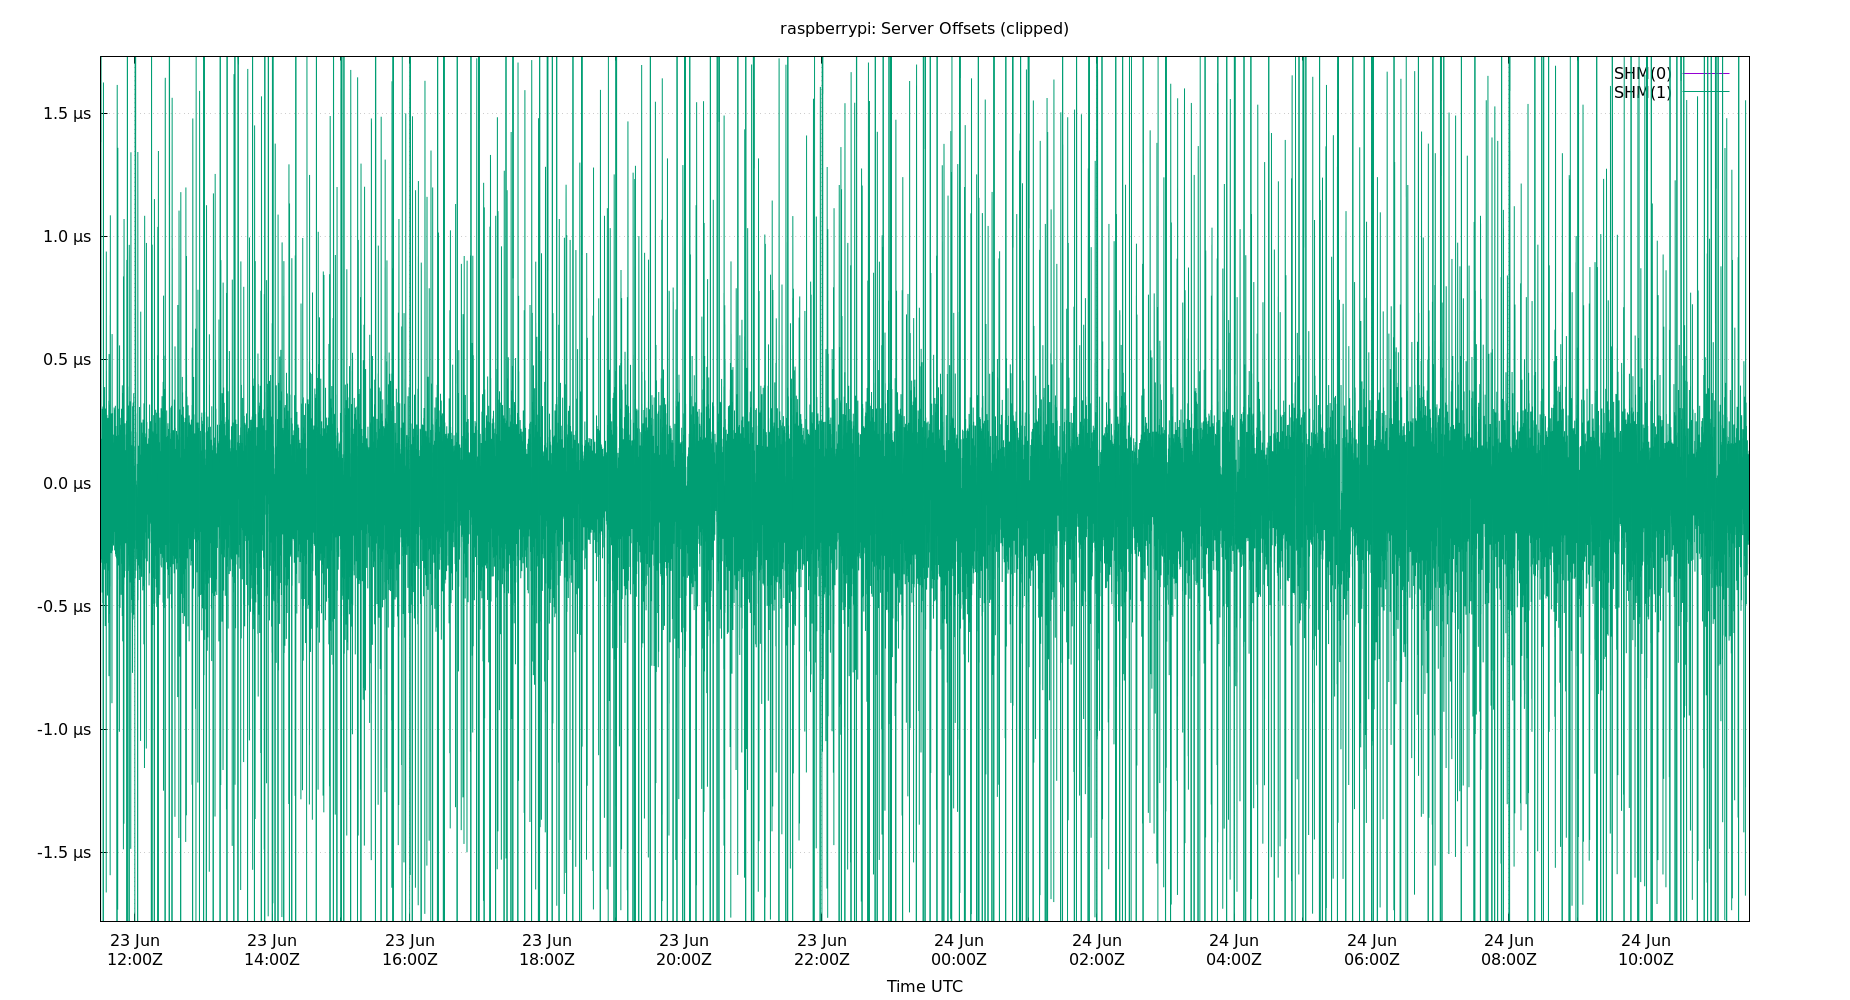 raspberrypi: Server Offsets (clipped)
SHM(0)
SHM(1)
1.5 µs
1.0 µs
0.5 µs
0.0 µs
-0.5 µs
-1.0 µs
-1.5 µs
23 Jun 23 Jun 23 Jun 23 Jun 23 Jun 23 Jun 24 Jun 24 Jun 24 Jun 24 Jun 24 Jun 24 Jun
12:00Z 14:00Z 16:00Z 18:00Z 20:00Z 22:00Z 00:00Z 02:00Z 04:00Z 06:00Z 08:00Z 10:00Z
Time UTC